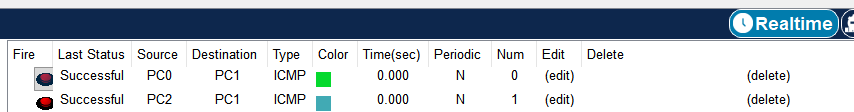 Realtime
Fire Last Status Source Destination Type Color Time(sec) Periodic Num Edit Delete
Successful PC0 PC1 ICMP 0.000 N 0 (edit) (delete)
Successful PC2 PC1 ICMP 0.000 N 1 (edit) (delete)